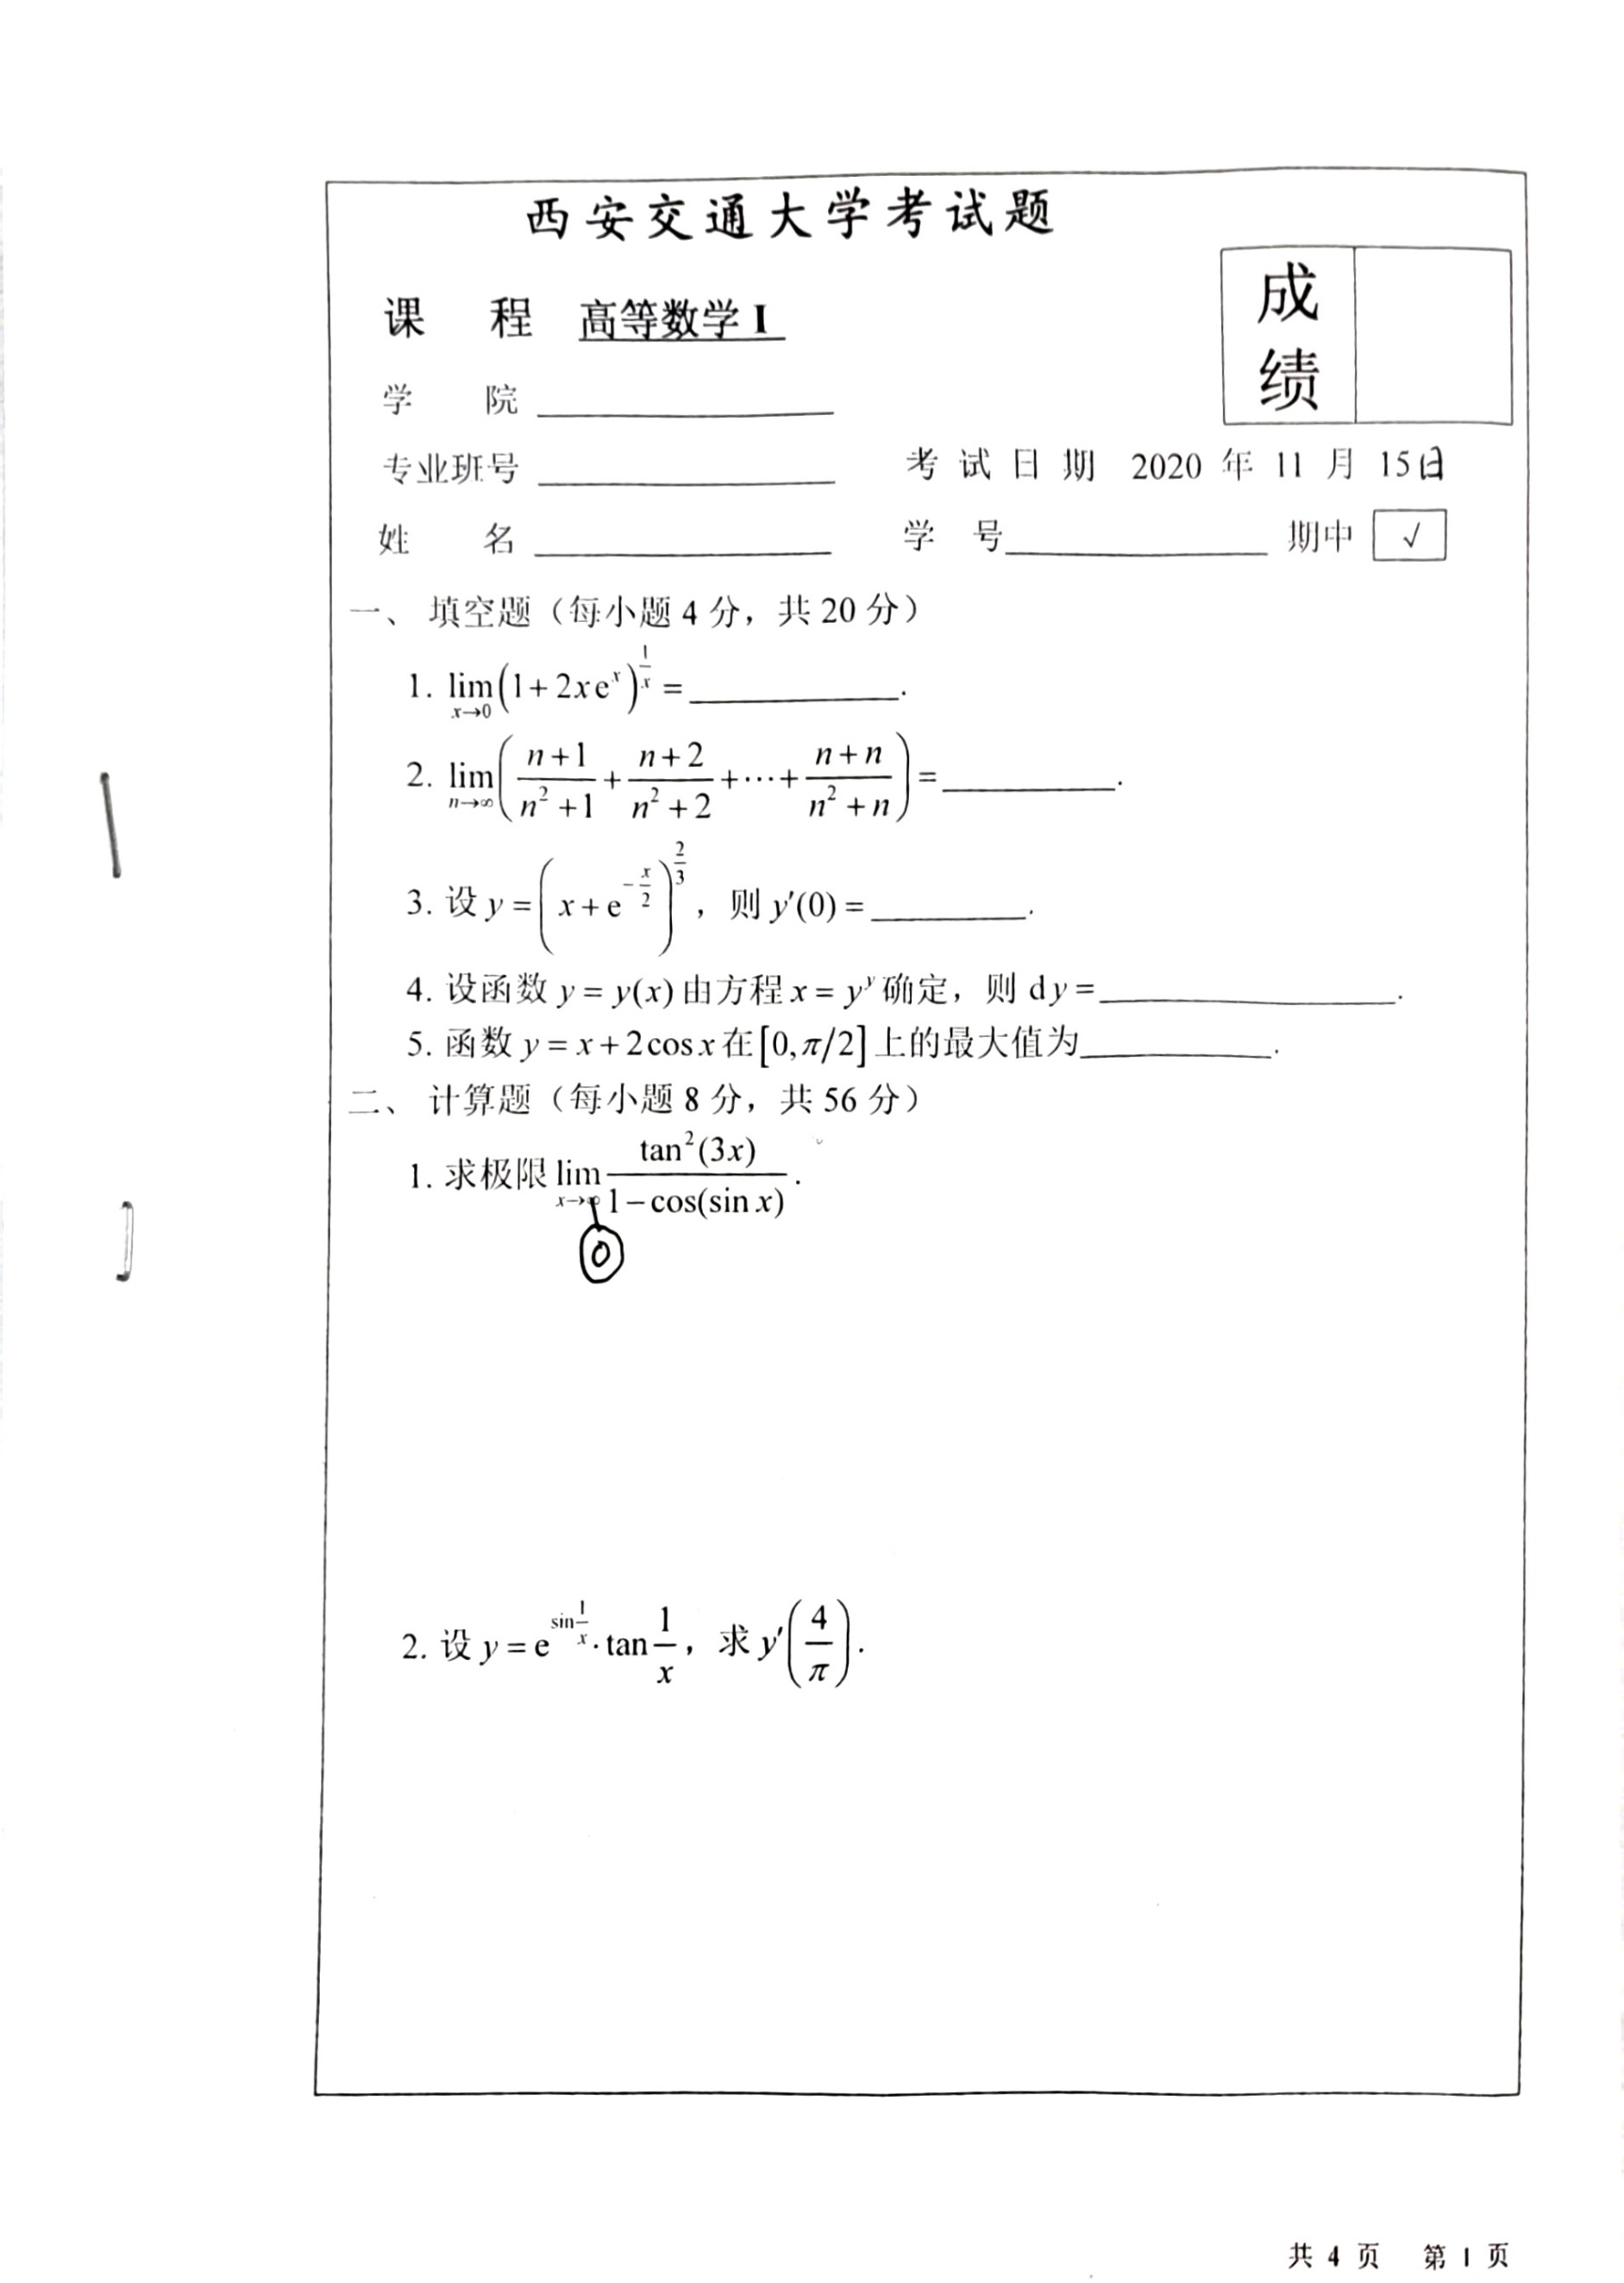 西安交通大学考试题
成绩
课 程 高等数学 I
学 院
专业班号 考试日期 2020 年 11 月 15日
姓 名 学 号 期中 √
一、 填空题（每小题 4 分，共 20 分）
1. lim_{x→0} (1+2xe^x)^{1/x} = ________.
2. lim_{n→∞} ( (n+1)/(n²+1) + (n+2)/(n²+2) + ⋯ + (n+n)/(n²+n) ) = ________.
3. 设 y = ( x + e^{-x/2} )^{2/3}，则 y′(0) = ________.
4. 设函数 y = y(x) 由方程 x = y^y 确定，则 dy = ________.
5. 函数 y = x + 2cos x 在 [0, π/2] 上的最大值为________.
二、 计算题（每小题 8 分，共 56 分）
1. 求极限 lim_{x→∞} tan²(3x) / (1−cos(sin x)) .
0
2. 设 y = e^{sin(1/x)} · tan(1/x)，求 y′(4/π).
共 4 页 第 1 页